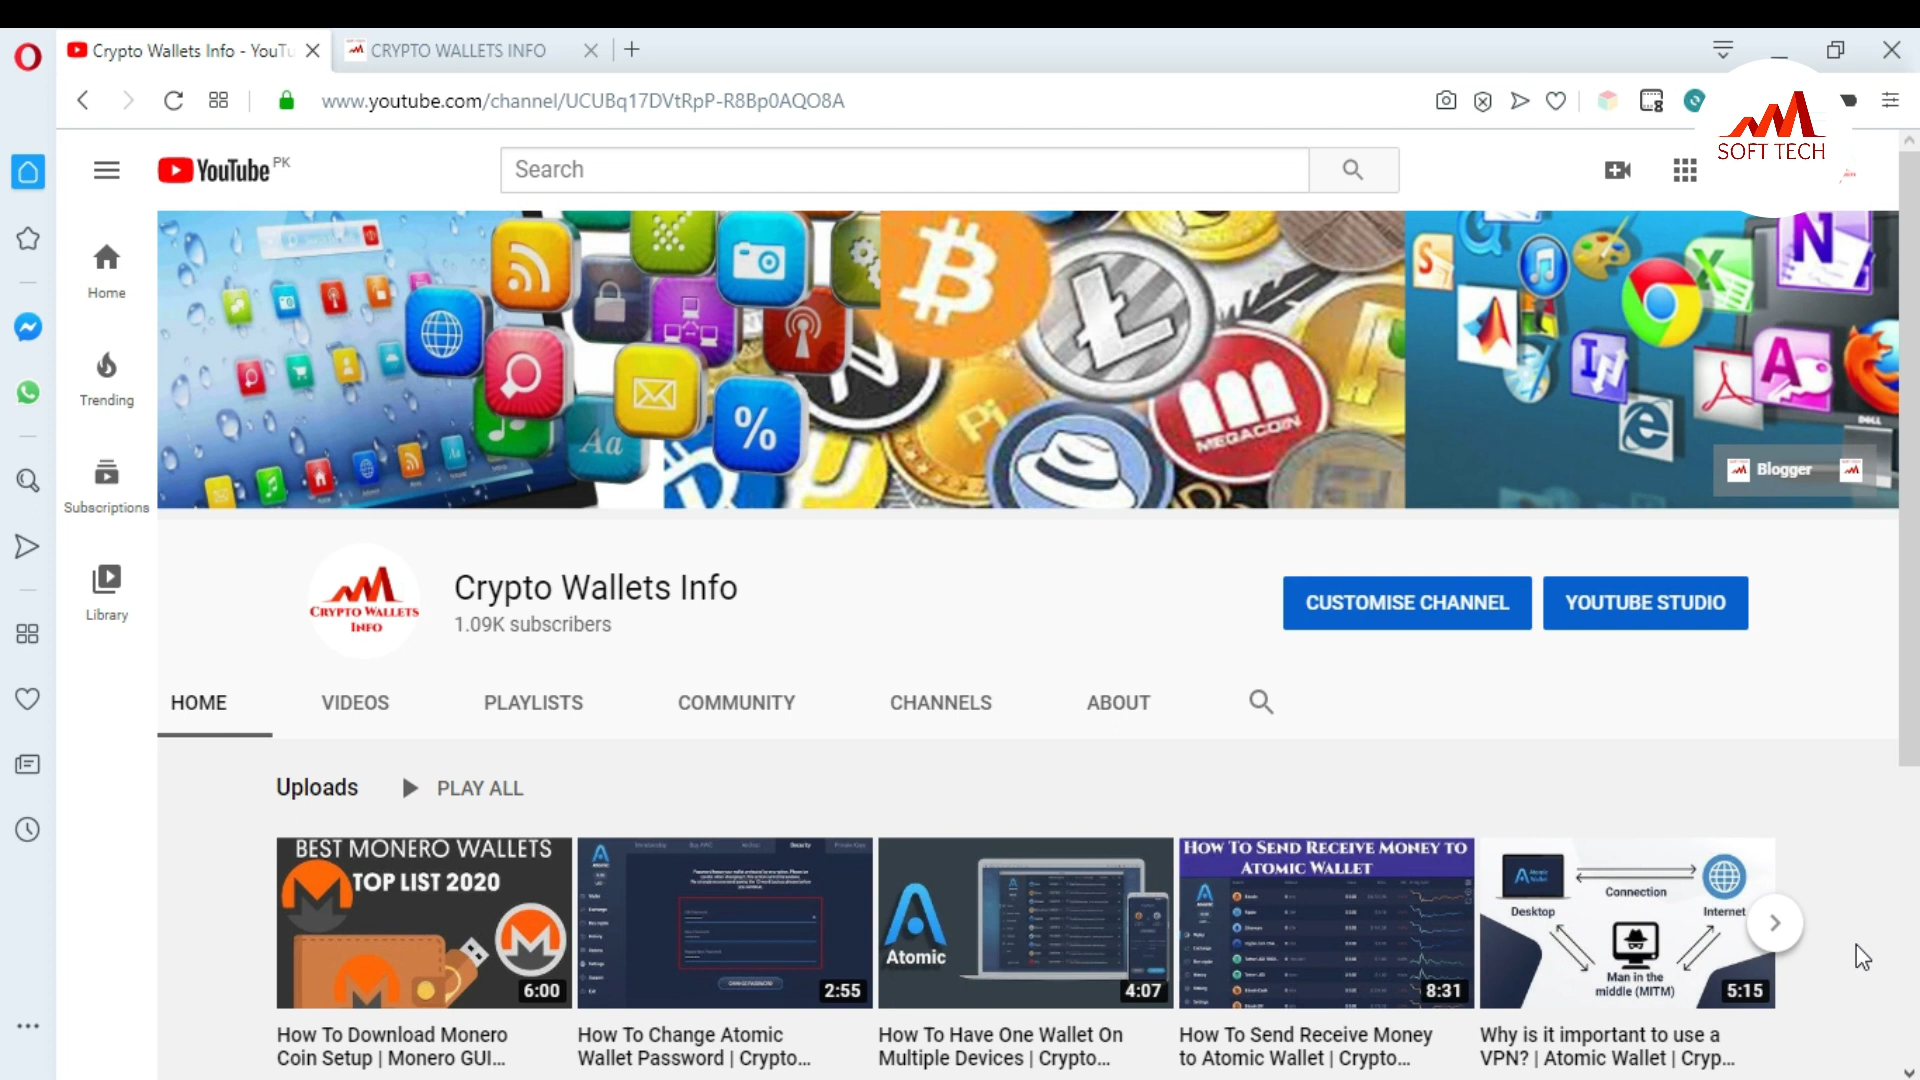 Crypto Wallets Info - YouTu
CRYPTO WALLETS INFO
www.youtube.com/channel/UCUBq17DVtRpP-R8Bp0AQO8A
SOFT TECH
YouTube PK
Search
Home
Trending
Subscriptions
Library
MEGACOIN
DELL
Blogger
CRYPTO WALLETS
INFO
Crypto Wallets Info
1.09K subscribers
CUSTOMISE CHANNEL
YOUTUBE STUDIO
HOME
VIDEOS
PLAYLISTS
COMMUNITY
CHANNELS
ABOUT
Uploads
PLAY ALL
BEST MONERO WALLETS
TOP LIST 2020
6:00
2:55
Atomic
4:07
HOW TO SEND RECEIVE MONEY TO
ATOMIC WALLET
8:31
Connection
Desktop
Internet
Man in the
middle (MITM)
5:15
How To Download Monero
Coin Setup | Monero GUI...
How To Change Atomic
Wallet Password | Crypto...
How To Have One Wallet On
Multiple Devices | Crypto...
How To Send Receive Money
to Atomic Wallet | Crypto...
Why is it important to use a
VPN? | Atomic Wallet | Cryp...